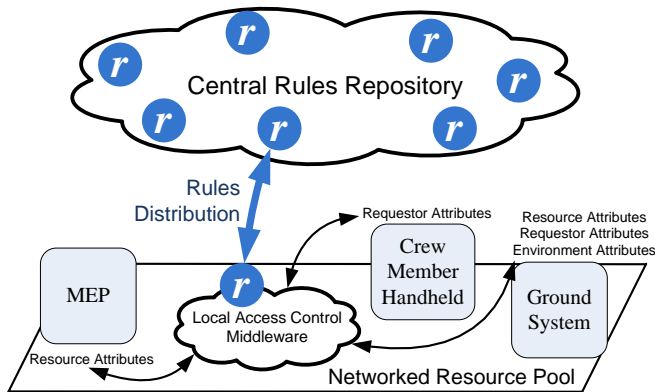 r
r
r
Central Rules Repository
r
r
r
r
Rules
Distribution
Requestor Attributes
Resource Attributes
Requestor Attributes
Environment Attributes
MEP
r
Crew
Member
Handheld
Ground
System
Local Access Control
Middleware
Resource Attributes
Networked Resource Pool